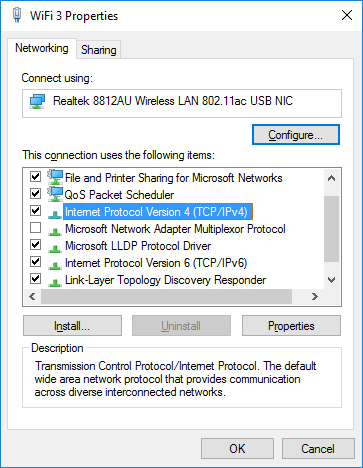 WiFi 3 Properties
Networking
Sharing
Connect using:
Realtek 8812AU Wireless LAN 802.11ac USB NIC
Configure...
This connection uses the following items:
File and Printer Sharing for Microsoft Networks
QoS Packet Scheduler
Internet Protocol Version 4 (TCP/IPv4)
Microsoft Network Adapter Multiplexor Protocol
Microsoft LLDP Protocol Driver
Internet Protocol Version 6 (TCP/IPv6)
Link-Layer Topology Discovery Responder
Install...
Uninstall
Properties
Description
Transmission Control Protocol/Internet Protocol. The default
wide area network protocol that provides communication
across diverse interconnected networks.
OK
Cancel